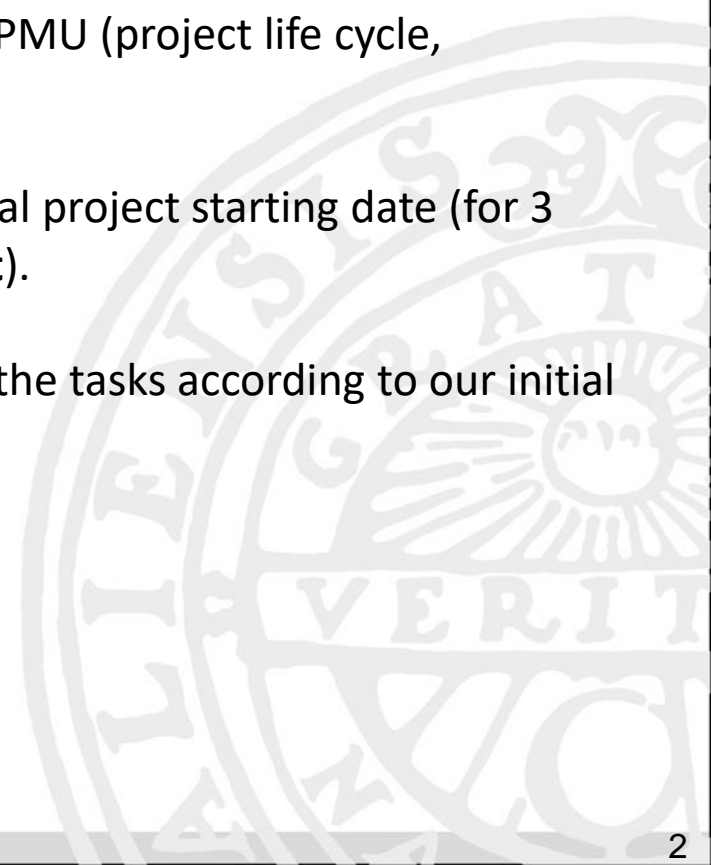 PMU (project life cycle,
al project starting date (for 3
t).
the tasks according to our initial
S I S
I E N S
G R A T I
ה ו ה י
V E R I T
A L I
2